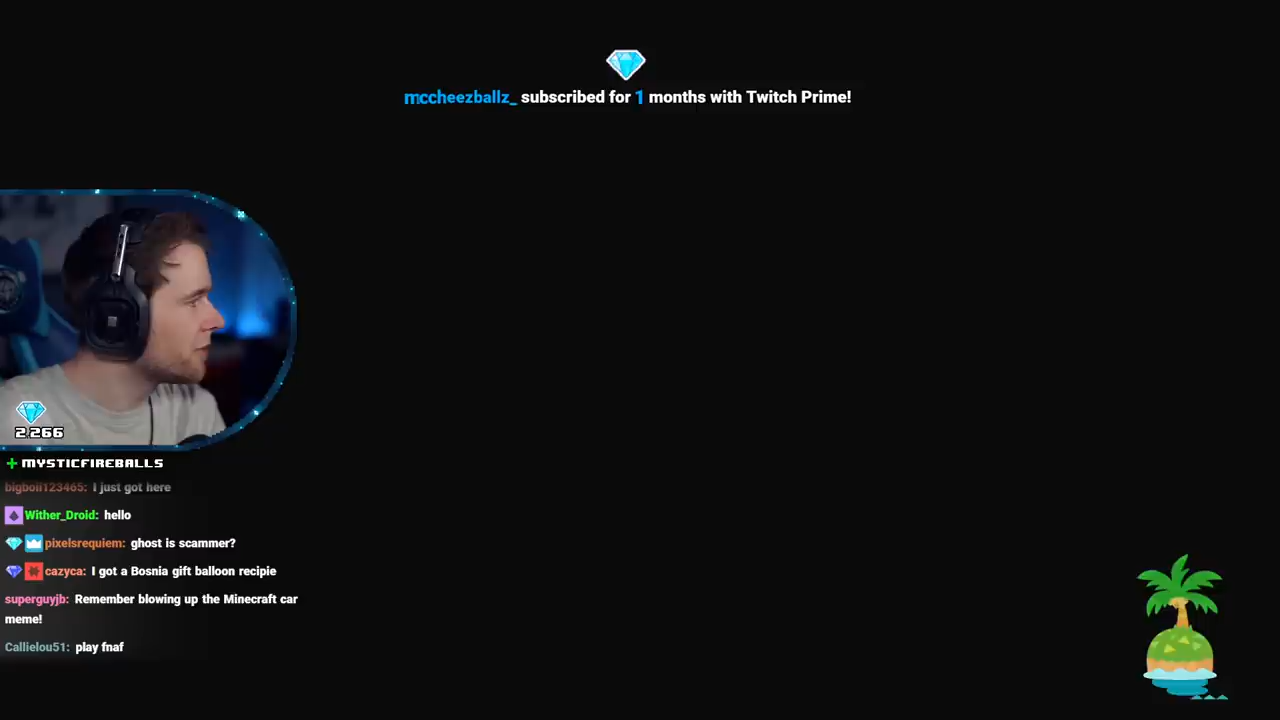 mccheezballz_ subscribed for 1 months with Twitch Prime!
2,266
+ MYSTICFIREBALLS
bigboii123465: I just got here
Wither_Droid: hello
pixelsrequiem: ghost is scammer?
cazyca: I got a Bosnia gift balloon recipie
superguyjb: Remember blowing up the Minecraft car
meme!
Callielou51: play fnaf